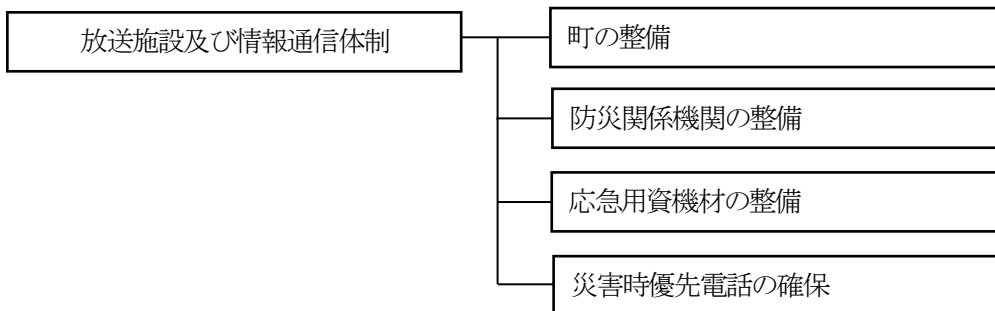 放送施設及び情報通信体制
町の整備
防災関係機関の整備
応急用資機材の整備
災害時優先電話の確保